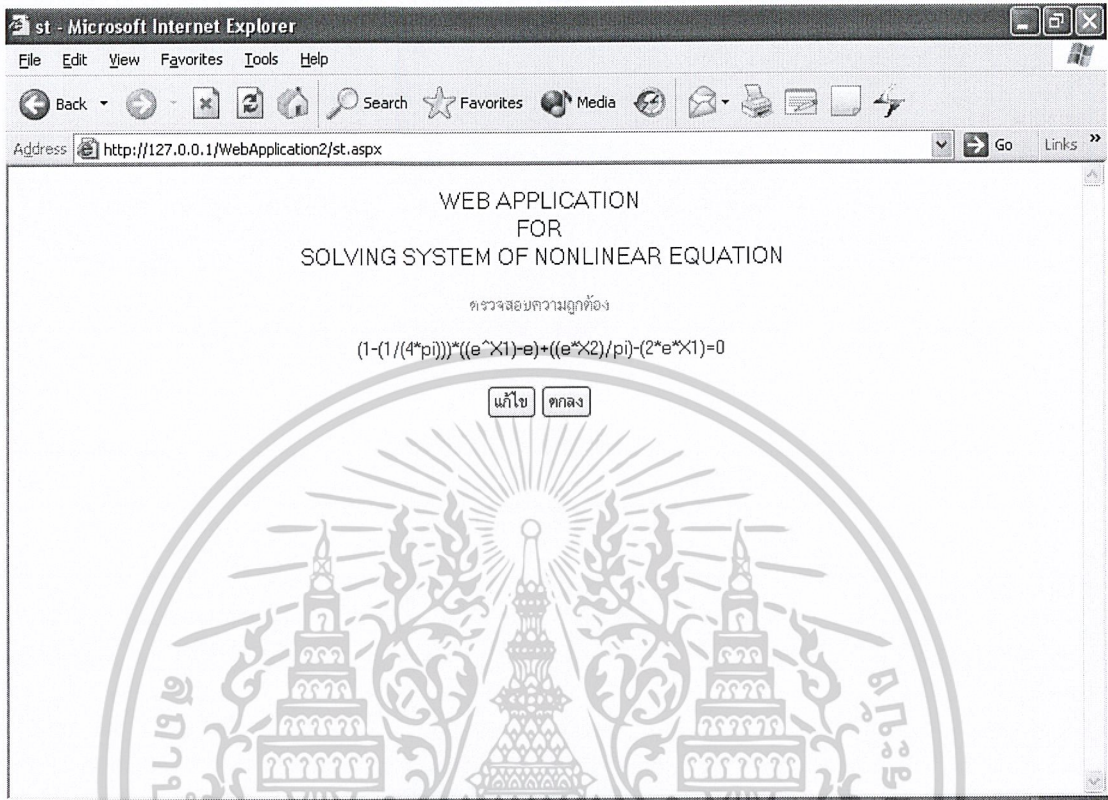 st - Microsoft Internet Explorer
File Edit View Favorites Tools Help
Back Search Favorites Media
Address http://127.0.0.1/WebApplication2/st.aspx Go Links »
WEB APPLICATION
FOR
SOLVING SYSTEM OF NONLINEAR EQUATION
ตรวจสอบความถูกต้อง
(1-(1/(4*pi)))*((e^X1)-e)+((e*X2)/pi)-(2*e*X1)=0
แก้ไข ตกลง